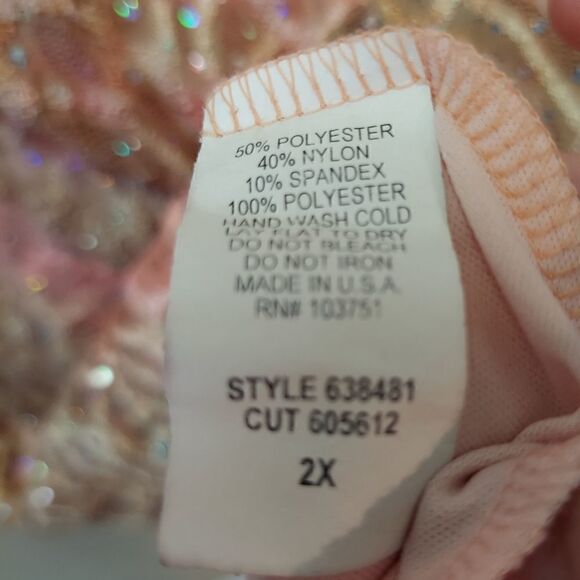 50% POLYESTER
40% NYLON
10% SPANDEX
100% POLYESTER
HAND WASH COLD
LAY FLAT TO DRY
DO NOT BLEACH
DO NOT IRON
MADE IN U.S.A.
RN# 103751
STYLE 638481
CUT 605612
2X